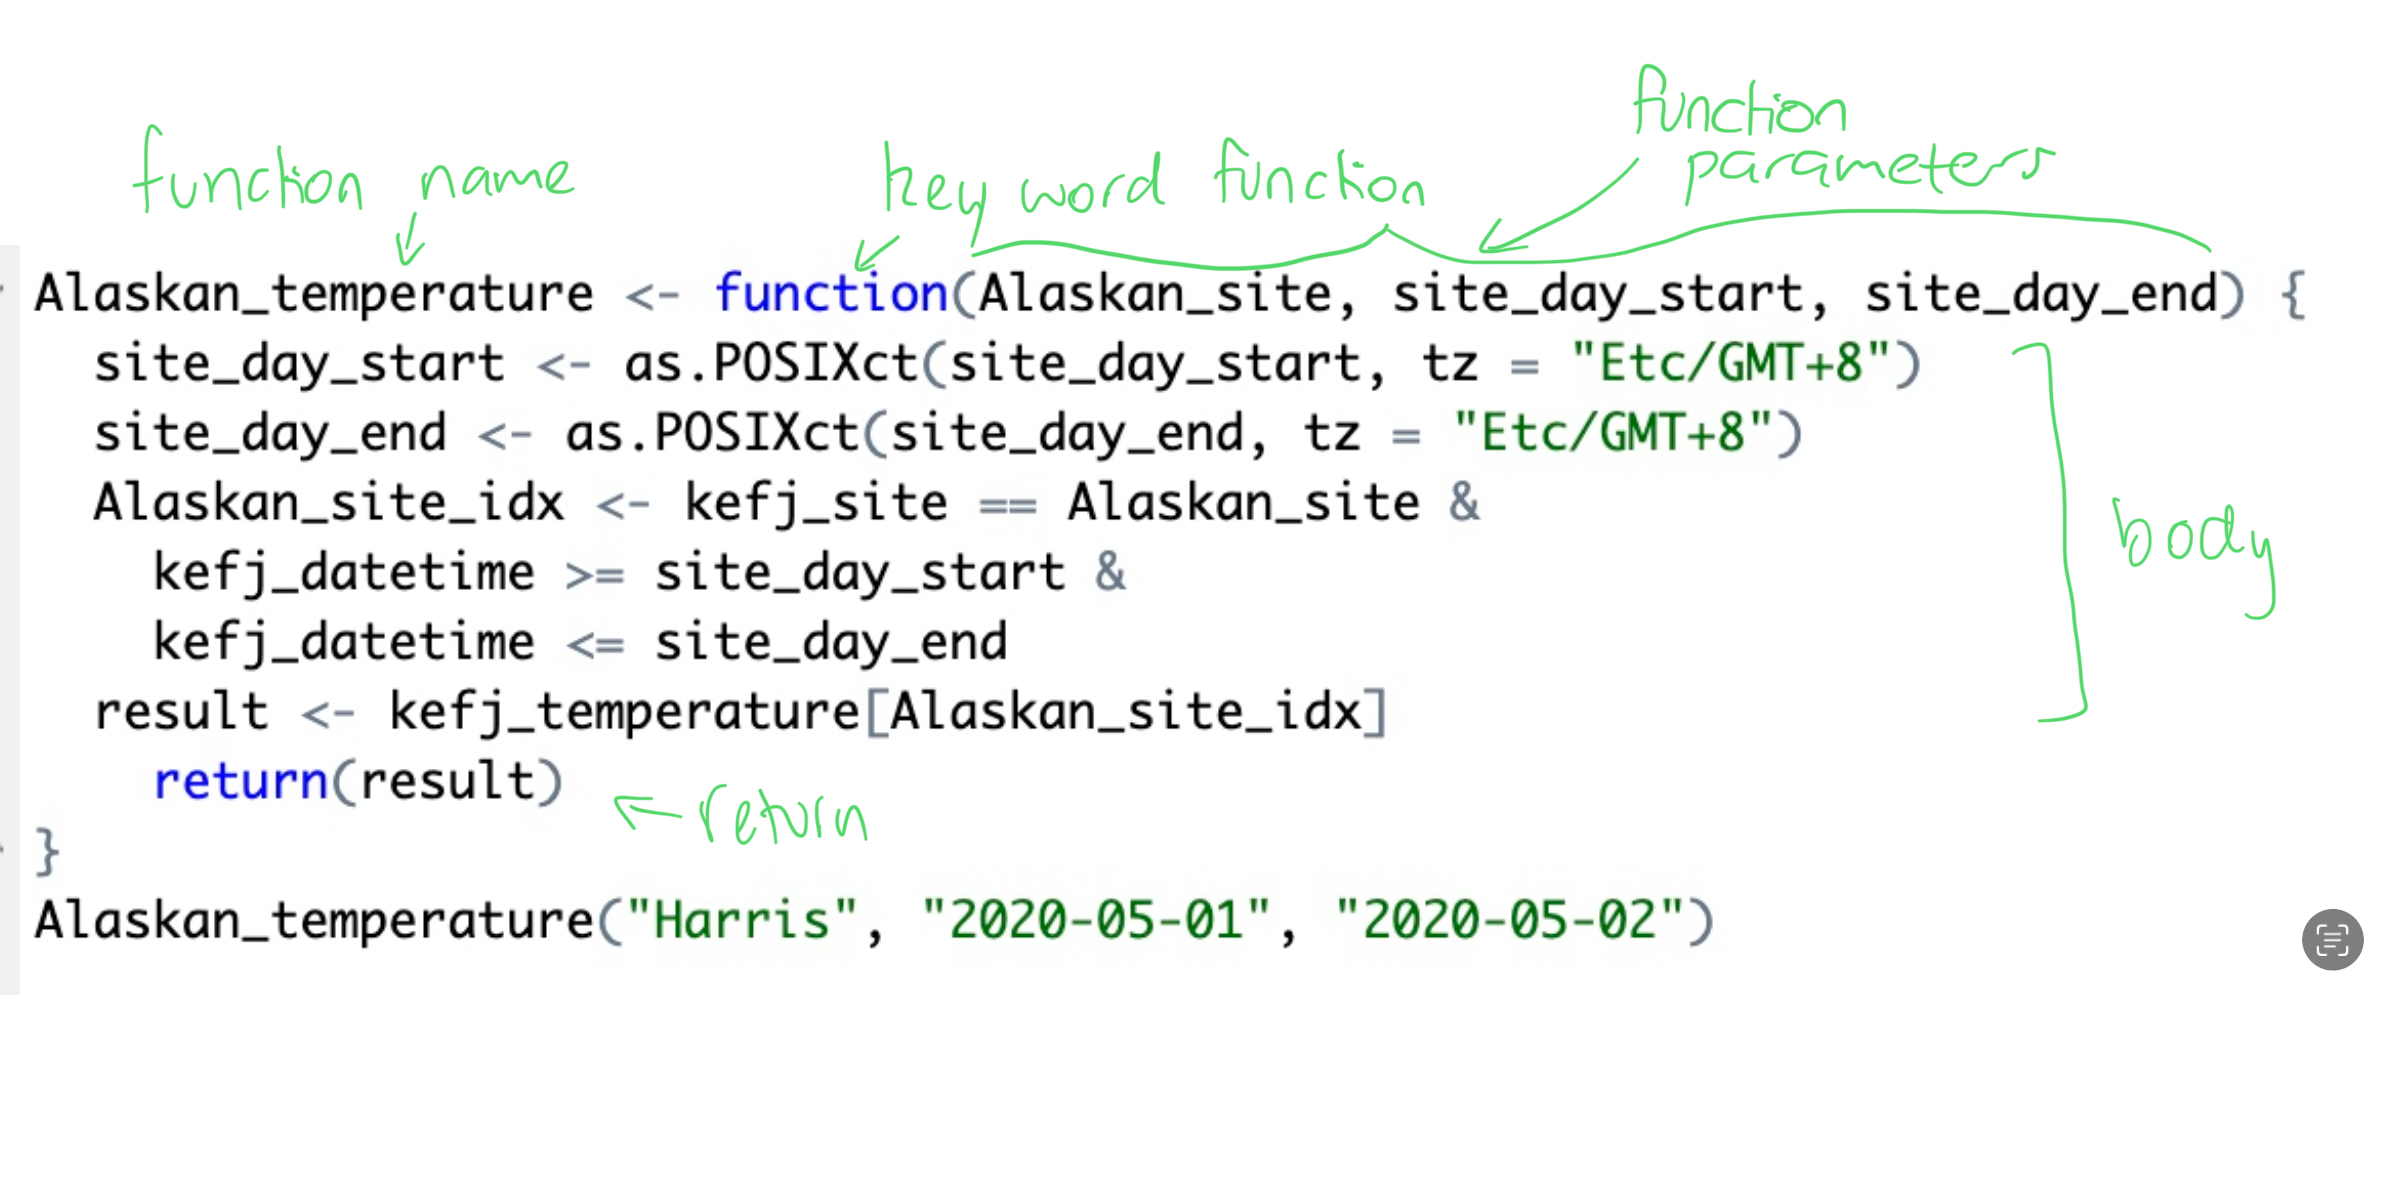 function
parameters
function name
key word function
Alaskan_temperature <- function(Alaskan_site, site_day_start, site_day_end) {
site_day_start <- as.POSIXct(site_day_start, tz = "Etc/GMT+8")
site_day_end <- as.POSIXct(site_day_end, tz = "Etc/GMT+8")
Alaskan_site_idx <- kefj_site == Alaskan_site &
body
kefj_datetime >= site_day_start &
kefj_datetime <= site_day_end
result <- kefj_temperature[Alaskan_site_idx]
return(result)
← return
}
Alaskan_temperature("Harris", "2020-05-01", "2020-05-02")